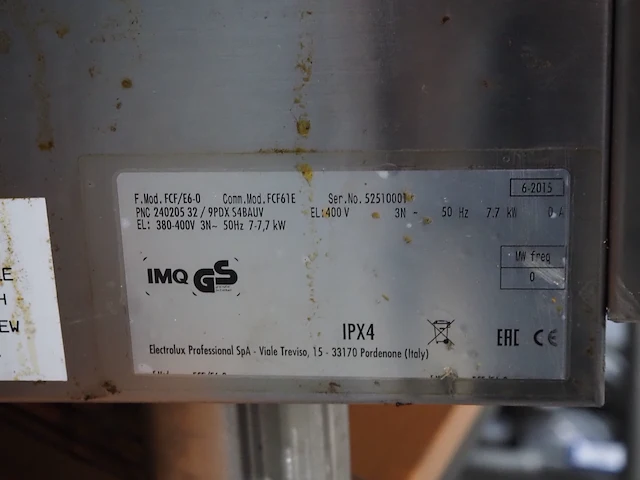 6-2015
F.Mod. FCF/E6-0 Comm.Mod. FCF61E Ser.No. 52510001
PNC 240205 32 / 9PDX S4BAUV EL:400 V 3N ~ 50 Hz 7.7 kW 0 A
EL: 380-400V 3N~ 50Hz 7-7,7 kW
MW freq
0
IMQ GS
IPX4
EAC CE
Electrolux Professional SpA - Viale Treviso, 15 - 33170 Pordenone (Italy)
LE
H
EW